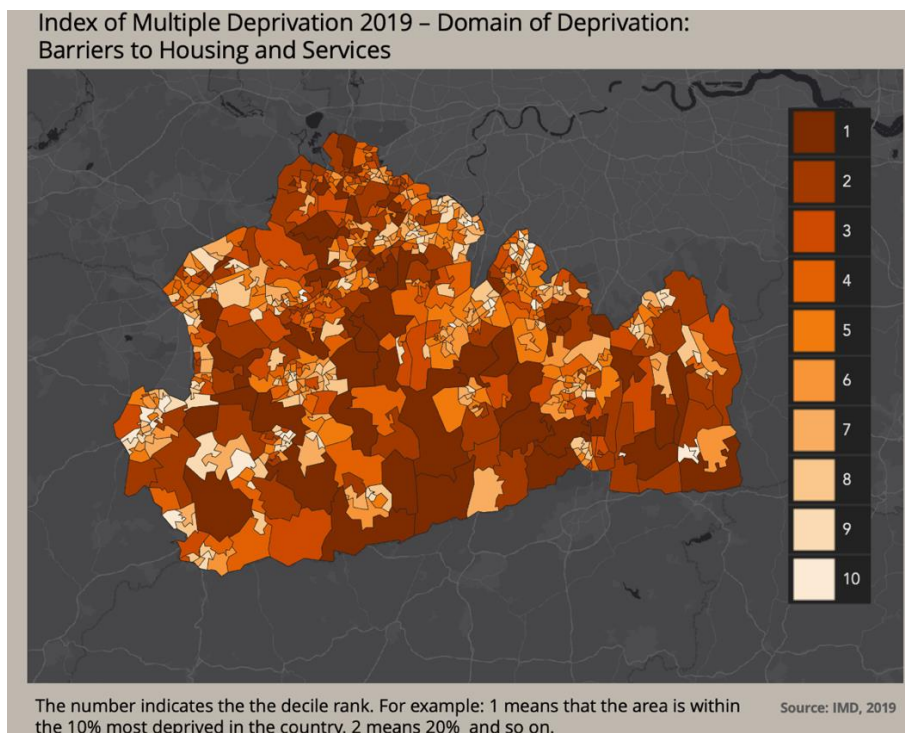 Index of Multiple Deprivation 2019 – Domain of Deprivation:
Barriers to Housing and Services
1
2
3
4
5
6
7
8
9
10
The number indicates the the decile rank. For example: 1 means that the area is within
the 10% most deprived in the country, 2 means 20% and so on.
Source: IMD, 2019